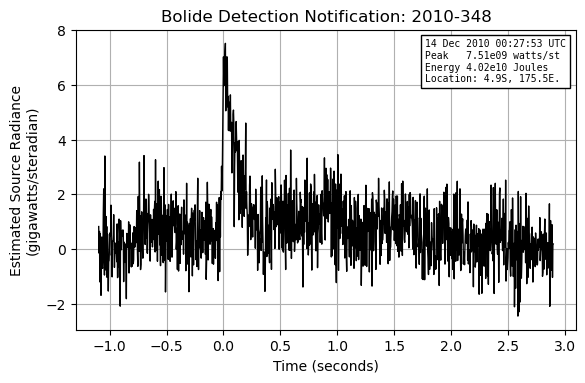 Bolide Detection Notification: 2010-348
14 Dec 2010 00:27:53 UTC
Peak   7.51e09 watts/st
Energy 4.02e10 Joules
Location: 4.9S, 175.5E.
Estimated Source Radiance
(gigawatts/steradian)
8
6
4
2
0
−2
−1.0 −0.5 0.0 0.5 1.0 1.5 2.0 2.5 3.0
Time (seconds)